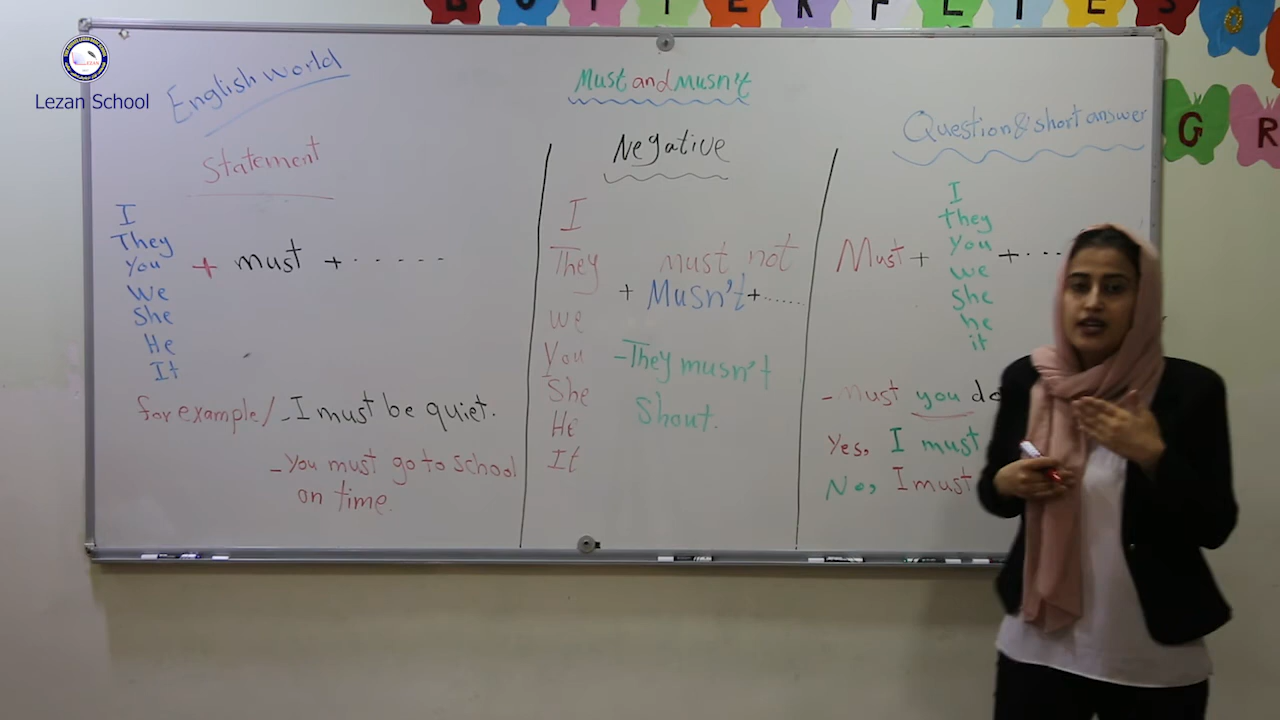 BUTTERFLIES
G R
Lezan School
English world
Must and Musn't
Statement
I
They
You
We
She
He
It
+ must + ......
for example/ - I must be quiet.
- You must go to school
on time.
Negative
I
They
we
You
She
He
It
must not
+ Musn't + ......
- They musn't
Shout.
Question & short answer
Must +
I
they
you
we
she
he
it
+ ....
- Must you do
Yes, I must
No, I must